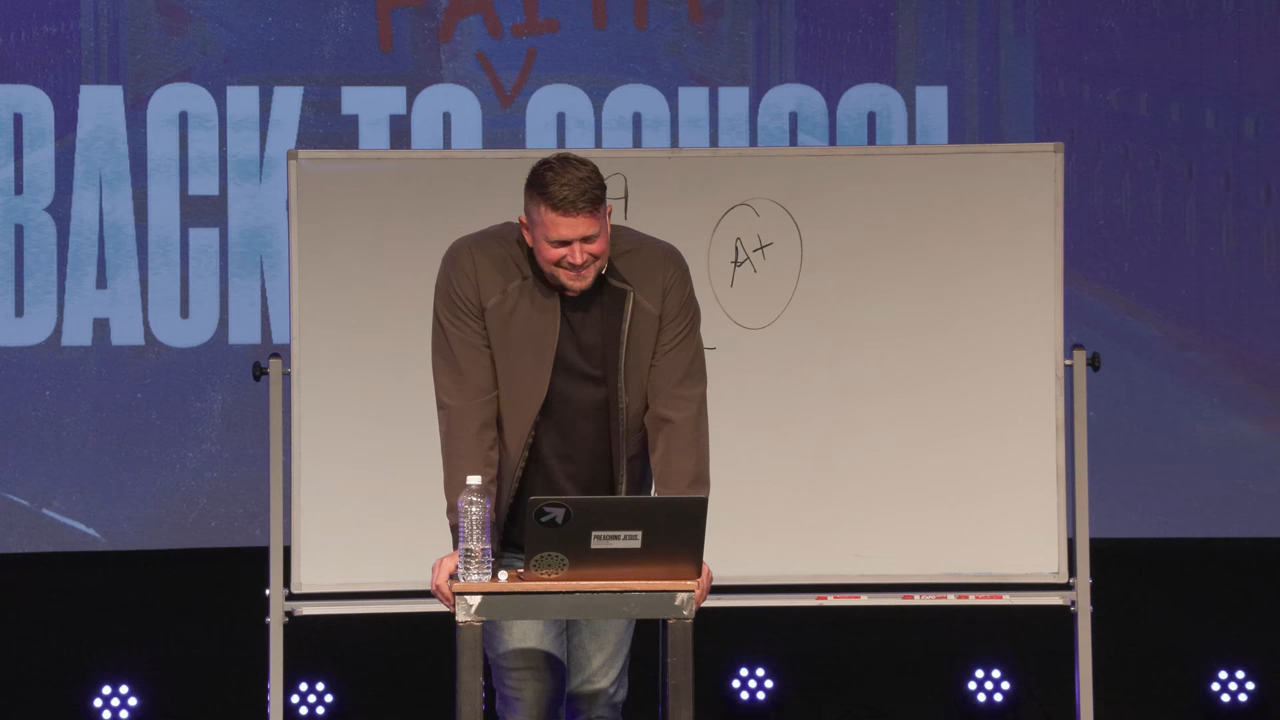 FAITH
V
BACK TO SCHOOL
A
A+
PREACHING JESUS.